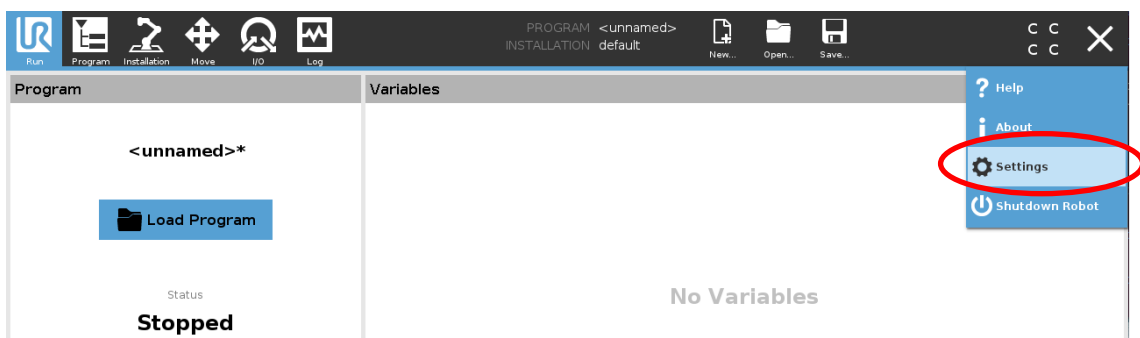 PROGRAM <unnamed>
INSTALLATION default
C C
C C
Run Program Installation Move I/O Log New... Open... Save...
Program
Variables
Help
About
Settings
Shutdown Robot
<unnamed>*
Load Program
Status
Stopped
No Variables